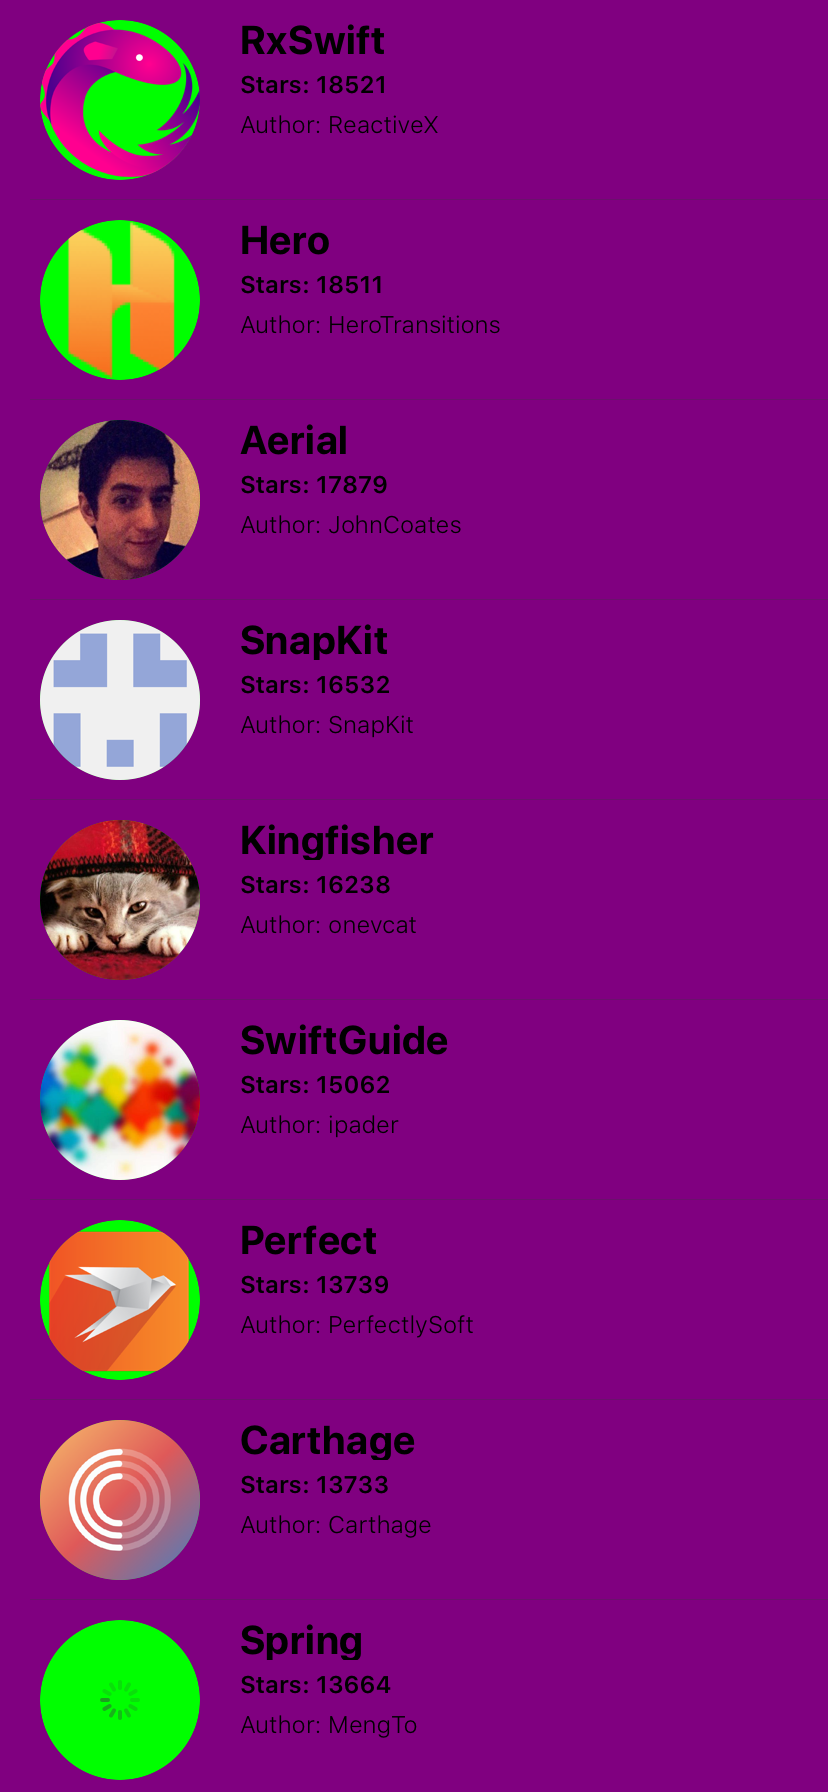 RxSwift
Stars: 18521
Author: ReactiveX
Hero
Stars: 18511
Author: HeroTransitions
Aerial
Stars: 17879
Author: JohnCoates
SnapKit
Stars: 16532
Author: SnapKit
Kingfisher
Stars: 16238
Author: onevcat
SwiftGuide
Stars: 15062
Author: ipader
Perfect
Stars: 13739
Author: PerfectlySoft
Carthage
Stars: 13733
Author: Carthage
Spring
Stars: 13664
Author: MengTo